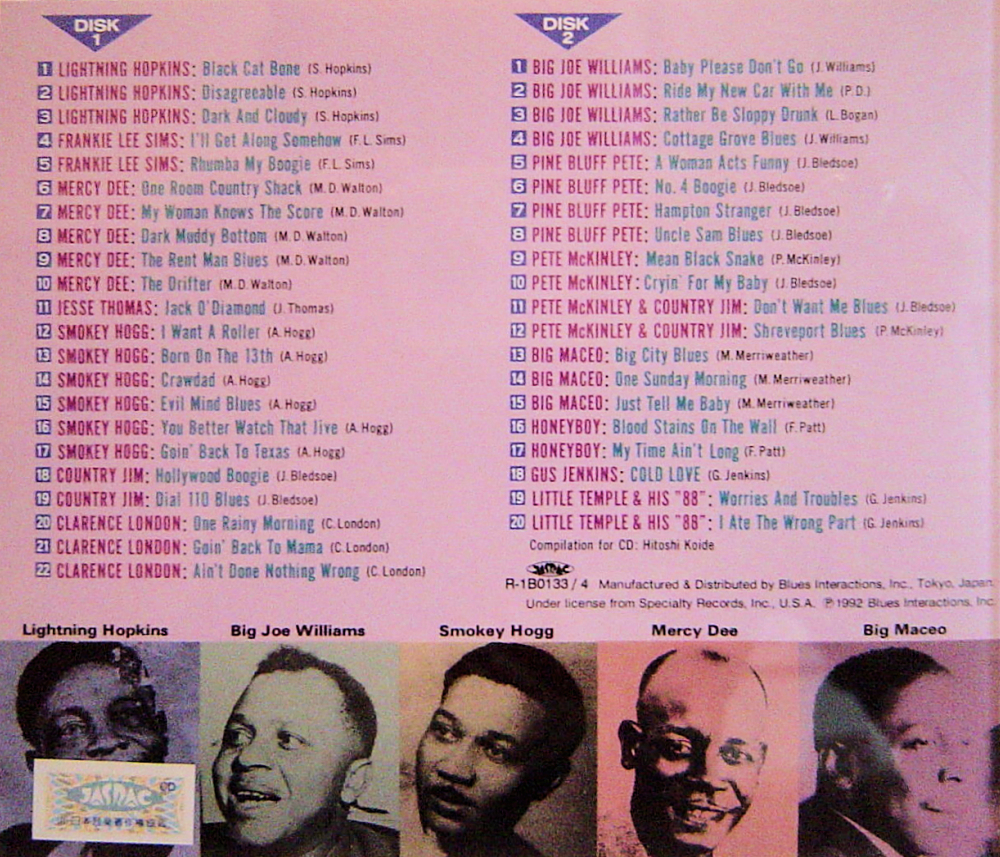 DISK
1
1 LIGHTNING HOPKINS: Black Cat Bone (S. Hopkins)
2 LIGHTNING HOPKINS: Disagreeable (S. Hopkins)
3 LIGHTNING HOPKINS: Dark And Cloudy (S. Hopkins)
4 FRANKIE LEE SIMS: I'll Get Along Somehow (F. L. Sims)
5 FRANKIE LEE SIMS: Rhumba My Boogie (F. L. Sims)
6 MERCY DEE: One Room Country Shack (M. D. Walton)
7 MERCY DEE: My Woman Knows The Score (M. D. Walton)
8 MERCY DEE: Dark Muddy Bottom (M. D. Walton)
9 MERCY DEE: The Rent Man Blues (M. D. Walton)
10 MERCY DEE: The Drifter (M. D. Walton)
11 JESSE THOMAS: Jack O'Diamond (J. Thomas)
12 SMOKEY HOGG: I Want A Roller (A. Hogg)
13 SMOKEY HOGG: Born On The 13th (A. Hogg)
14 SMOKEY HOGG: Crawdad (A. Hogg)
15 SMOKEY HOGG: Evil Mind Blues (A. Hogg)
16 SMOKEY HOGG: You Better Watch That Jive (A. Hogg)
17 SMOKEY HOGG: Goin' Back To Texas (A. Hogg)
18 COUNTRY JIM: Hollywood Boogie (J. Bledsoe)
19 COUNTRY JIM: Dial 110 Blues (J. Bledsoe)
20 CLARENCE LONDON: One Rainy Morning (C. London)
21 CLARENCE LONDON: Goin' Back To Mama (C. London)
22 CLARENCE LONDON: Ain't Done Nothing Wrong (C. London)
DISK
2
1 BIG JOE WILLIAMS: Baby Please Don't Go (J. Williams)
2 BIG JOE WILLIAMS: Ride My New Car With Me (P. D.)
3 BIG JOE WILLIAMS: Rather Be Sloppy Drunk (L. Bogan)
4 BIG JOE WILLIAMS: Cottage Grove Blues (J. Williams)
5 PINE BLUFF PETE: A Woman Acts Funny (J. Bledsoe)
6 PINE BLUFF PETE: No. 4 Boogie (J. Bledsoe)
7 PINE BLUFF PETE: Hampton Stranger (J. Bledsoe)
8 PINE BLUFF PETE: Uncle Sam Blues (J. Bledsoe)
9 PETE McKINLEY: Mean Black Snake (P. McKinley)
10 PETE McKINLEY: Cryin' For My Baby (J. Bledsoe)
11 PETE McKINLEY & COUNTRY JIM: Don't Want Me Blues (J. Bledsoe)
12 PETE McKINLEY & COUNTRY JIM: Shreveport Blues (P. McKinley)
13 BIG MACEO: Big City Blues (M. Merriweather)
14 BIG MACEO: One Sunday Morning (M. Merriweather)
15 BIG MACEO: Just Tell Me Baby (M. Merriweather)
16 HONEYBOY: Blood Stains On The Wall (F. Patt)
17 HONEYBOY: My Time Ain't Long (F. Patt)
18 GUS JENKINS: COLD LOVE (G. Jenkins)
19 LITTLE TEMPLE & HIS "88": Worries And Troubles (G. Jenkins)
20 LITTLE TEMPLE & HIS "88": I Ate The Wrong Part (G. Jenkins)
Compilation for CD: Hitoshi Koide
JASRAC
R-1B0133/4 Manufactured & Distributed by Blues Interactions, Inc., Tokyo, Japan.
Under license from Specialty Records, Inc., U.S.A. ℗ 1992 Blues Interactions, Inc.
Lightning Hopkins Big Joe Williams Smokey Hogg Mercy Dee Big Maceo
JASRAC